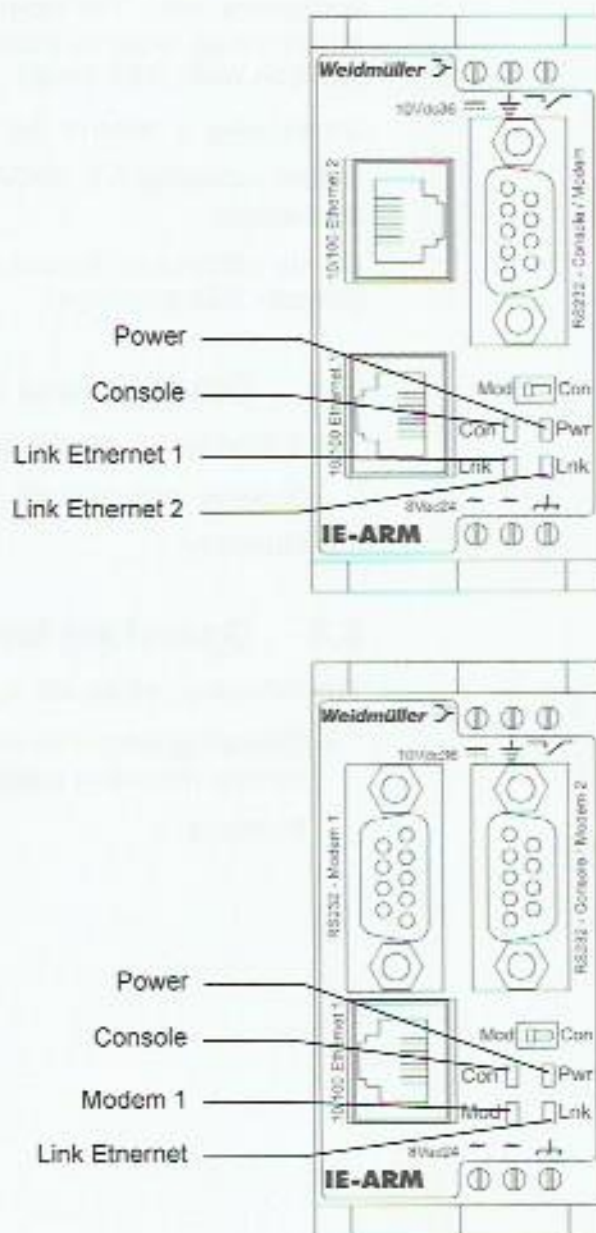 Weidmüller
10Vdc36
10/100 Ethernet 2
RS232 - Console / Modem
Power
Console
Link Etnernet 1
Link Etnernet 2
10/100 Ethernet 1
Mod Con
Con Pwr
Lnk Lnk
8Vac24
IE-ARM
Weidmüller
10Vdc36
RS232 - Modem 1
RS232 - Console / Modem 2
Power
Console
Modem 1
Link Etnernet
10/100 Ethernet 1
Mod Con
Con Pwr
Mod Lnk
8Vac24
IE-ARM